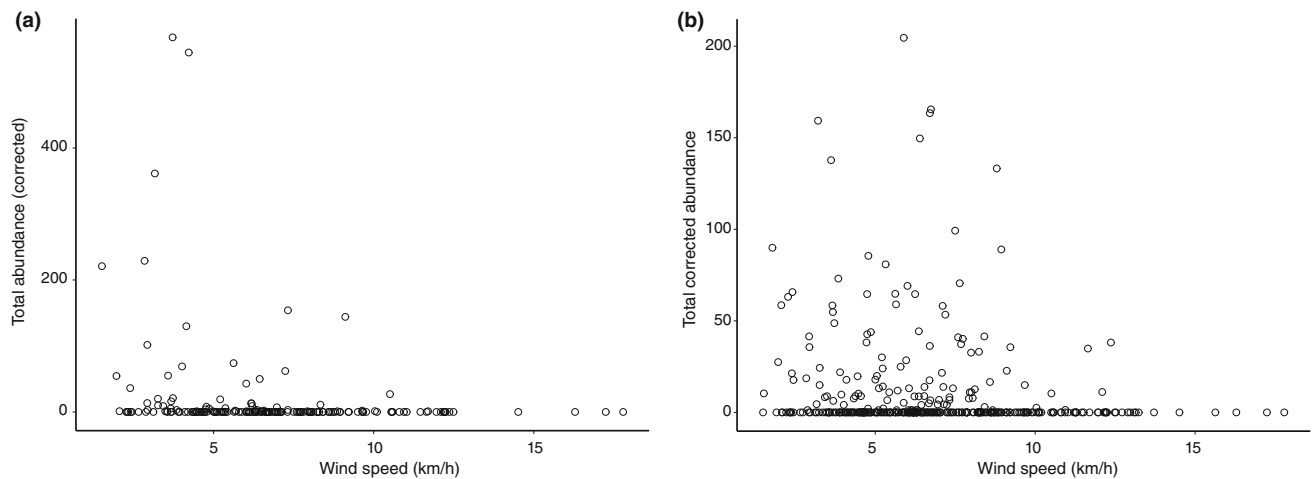 (a)
Total abundance (corrected)
400
200
0
5
10
15
Wind speed (km/h)
(b)
Total corrected abundance
200
150
100
50
0
5
10
15
Wind speed (km/h)